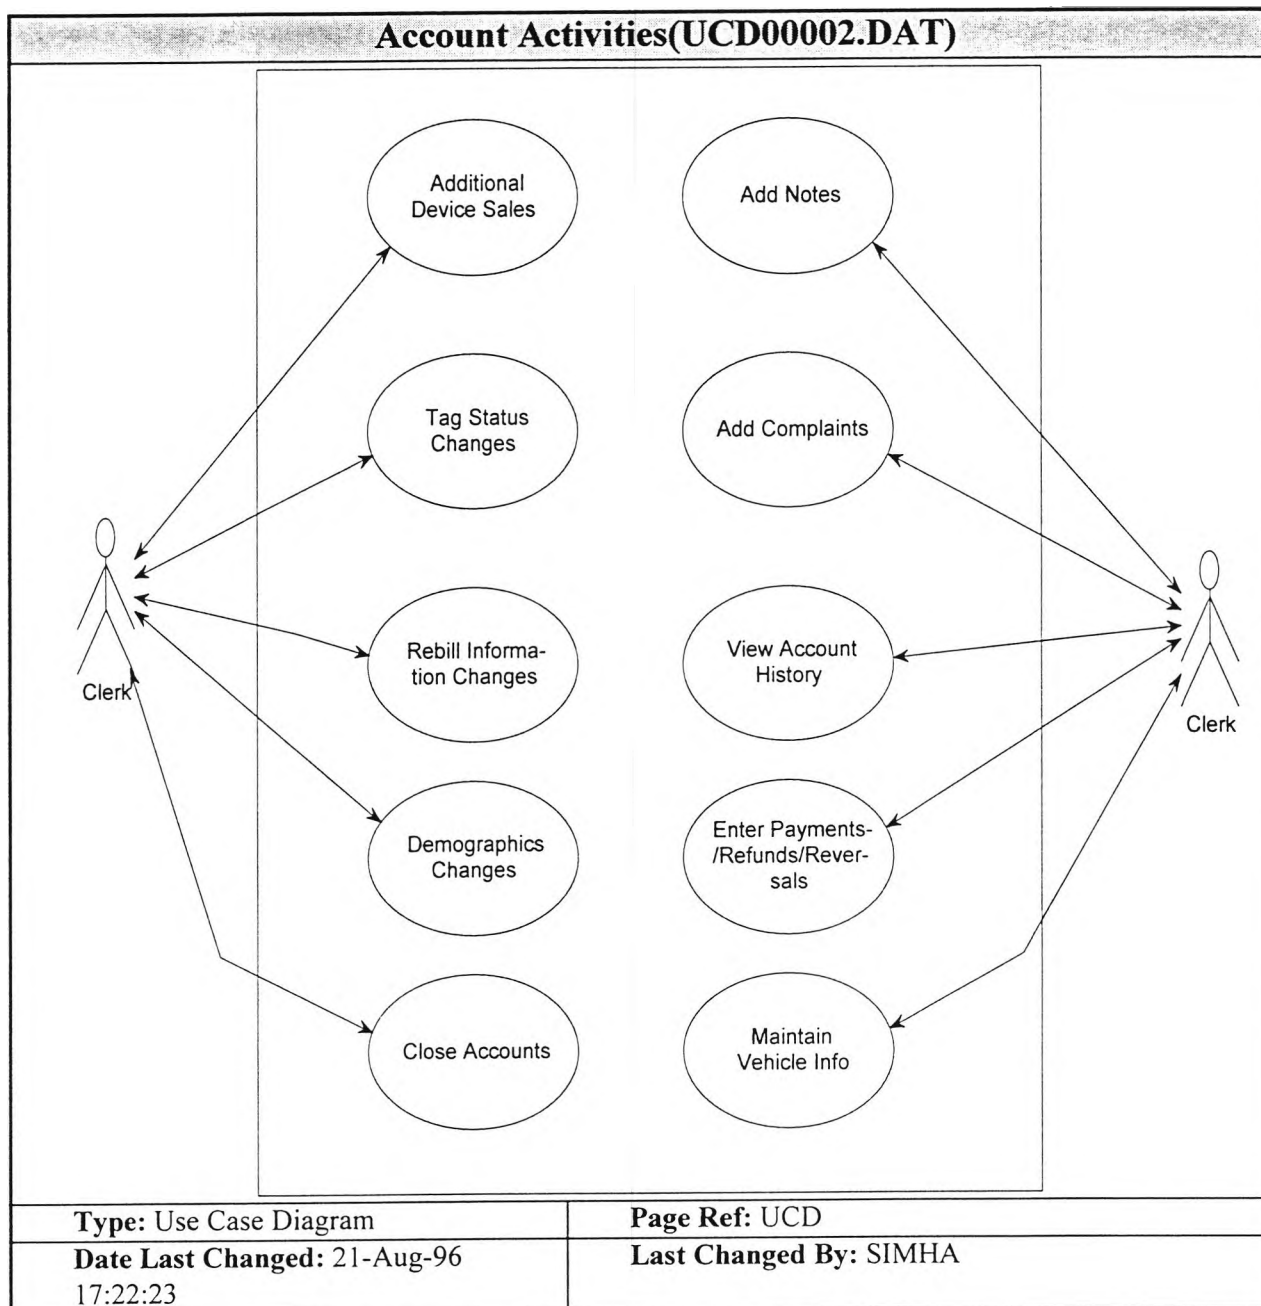 Account Activities(UCD00002.DAT)
Additional
Device Sales
Add Notes
Tag Status
Changes
Add Complaints
Rebill Informa-
tion Changes
View Account
History
Clerk
Clerk
Demographics
Changes
Enter Payments-
/Refunds/Rever-
sals
Close Accounts
Maintain
Vehicle Info
Type: Use Case Diagram
Page Ref: UCD
Date Last Changed: 21-Aug-96
17:22:23
Last Changed By: SIMHA